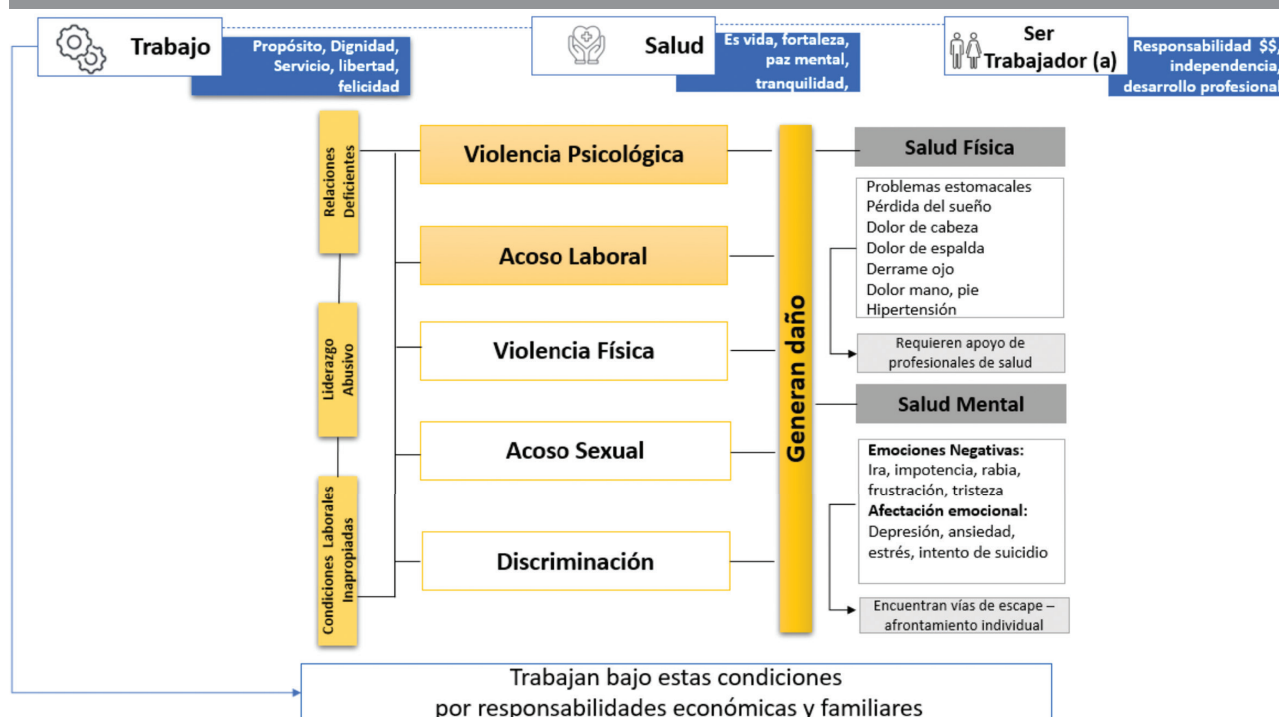 Trabajo
Propósito, Dignidad,
Servicio, libertad,
felicidad
Salud
Es vida, fortaleza,
paz mental,
tranquilidad,
Ser
Trabajador (a)
Responsabilidad $$,
independencia,
desarrollo profesional
Relaciones
Deficientes
Liderazgo
Abusivo
Condiciones Laborales
Inapropiadas
Violencia Psicológica
Acoso Laboral
Violencia Física
Acoso Sexual
Discriminación
Generan daño
Salud Física
Problemas estomacales
Pérdida del sueño
Dolor de cabeza
Dolor de espalda
Derrame ojo
Dolor mano, pie
Hipertensión
Requieren apoyo de
profesionales de salud
Salud Mental
Emociones Negativas:
Ira, impotencia, rabia,
frustración, tristeza
Afectación emocional:
Depresión, ansiedad,
estrés, intento de suicidio
Encuentran vías de escape –
afrontamiento individual
Trabajan bajo estas condiciones
por responsabilidades económicas y familiares